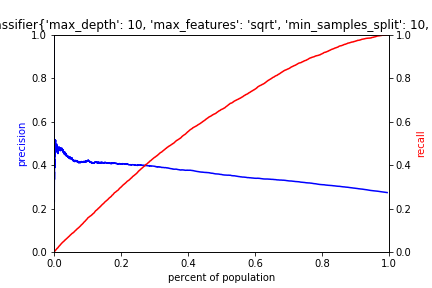 assifier{'max_depth': 10, 'max_features': 'sqrt', 'min_samples_split': 10,
1.0 1.0
0.8 0.8
0.6 0.6
precision recall
0.4 0.4
0.2 0.2
0.0 0.0
0.0 0.2 0.4 0.6 0.8 1.0
percent of population